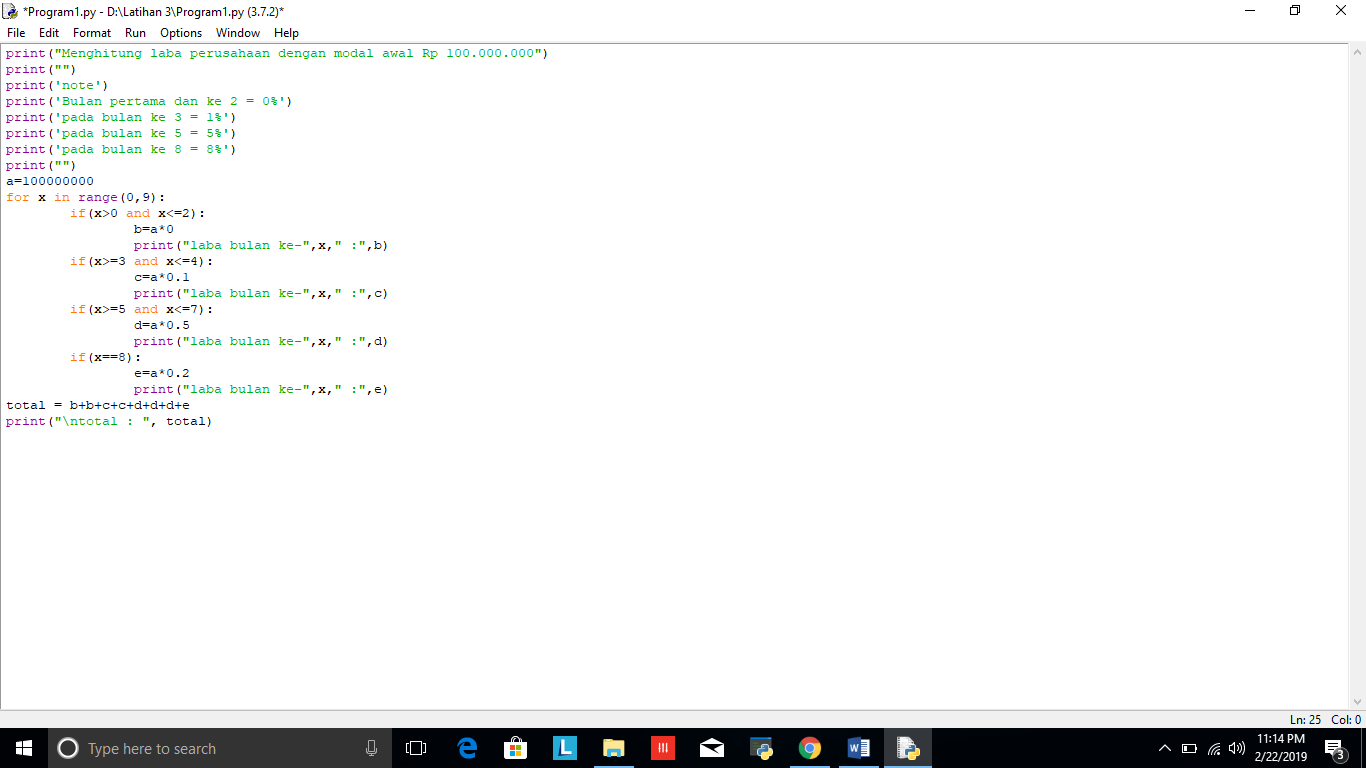 *Program1.py - D:\Latihan 3\Program1.py (3.7.2)*
File Edit Format Run Options Window Help
print("Menghitung laba perusahaan dengan modal awal Rp 100.000.000")
print("")
print('note')
print('Bulan pertama dan ke 2 = 0%')
print('pada bulan ke 3 = 1%')
print('pada bulan ke 5 = 5%')
print('pada bulan ke 8 = 8%')
print("")
a=100000000
for x in range(0,9):
        if(x>0 and x<=2):
                b=a*0
                print("laba bulan ke-",x," :",b)
        if(x>=3 and x<=4):
                c=a*0.1
                print("laba bulan ke-",x," :",c)
        if(x>=5 and x<=7):
                d=a*0.5
                print("laba bulan ke-",x," :",d)
        if(x==8):
                e=a*0.2
                print("laba bulan ke-",x," :",e)
total = b+b+c+c+d+d+d+e
print("\ntotal : ", total)
Ln: 25 Col: 0
Type here to search
L
11:14 PM
2/22/2019
3